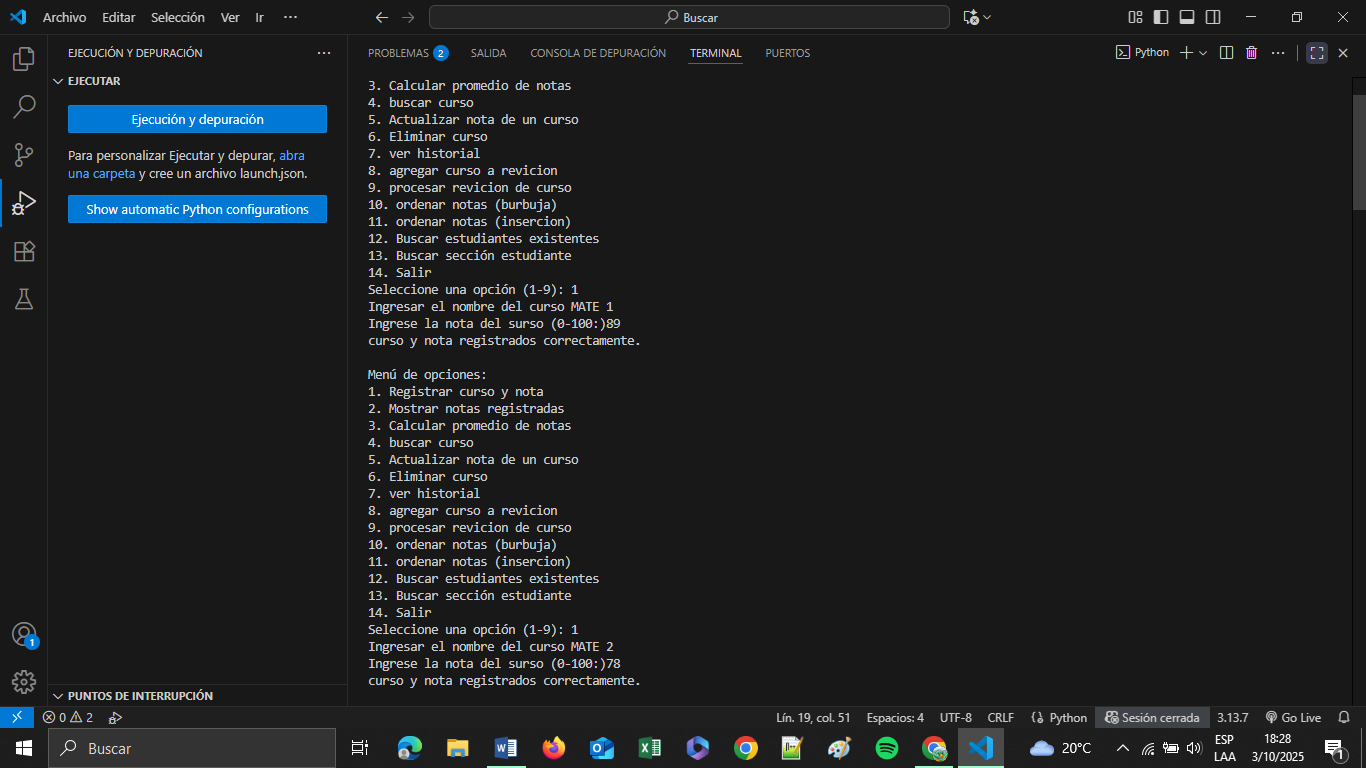 Archivo Editar Selección Ver Ir ···
Buscar
EJECUCIÓN Y DEPURACIÓN ···
EJECUTAR
Ejecución y depuración
Para personalizar Ejecutar y depurar, abra
una carpeta y cree un archivo launch.json.
Show automatic Python configurations
PUNTOS DE INTERRUPCIÓN
PROBLEMAS 2 SALIDA CONSOLA DE DEPURACIÓN TERMINAL PUERTOS
Python
3. Calcular promedio de notas
4. buscar curso
5. Actualizar nota de un curso
6. Eliminar curso
7. ver historial
8. agregar curso a revicion
9. procesar revicion de curso
10. ordenar notas (burbuja)
11. ordenar notas (insercion)
12. Buscar estudiantes existentes
13. Buscar sección estudiante
14. Salir
Seleccione una opción (1-9): 1
Ingresar el nombre del curso MATE 1
Ingrese la nota del surso (0-100:)89
curso y nota registrados correctamente.
Menú de opciones:
1. Registrar curso y nota
2. Mostrar notas registradas
3. Calcular promedio de notas
4. buscar curso
5. Actualizar nota de un curso
6. Eliminar curso
7. ver historial
8. agregar curso a revicion
9. procesar revicion de curso
10. ordenar notas (burbuja)
11. ordenar notas (insercion)
12. Buscar estudiantes existentes
13. Buscar sección estudiante
14. Salir
Seleccione una opción (1-9): 1
Ingresar el nombre del curso MATE 2
Ingrese la nota del surso (0-100:)78
curso y nota registrados correctamente.
1
0 2 Lín. 19, col. 51 Espacios: 4 UTF-8 CRLF Python Sesión cerrada 3.13.7 Go Live
Buscar
20°C
ESP
LAA
18:28
3/10/2025
1